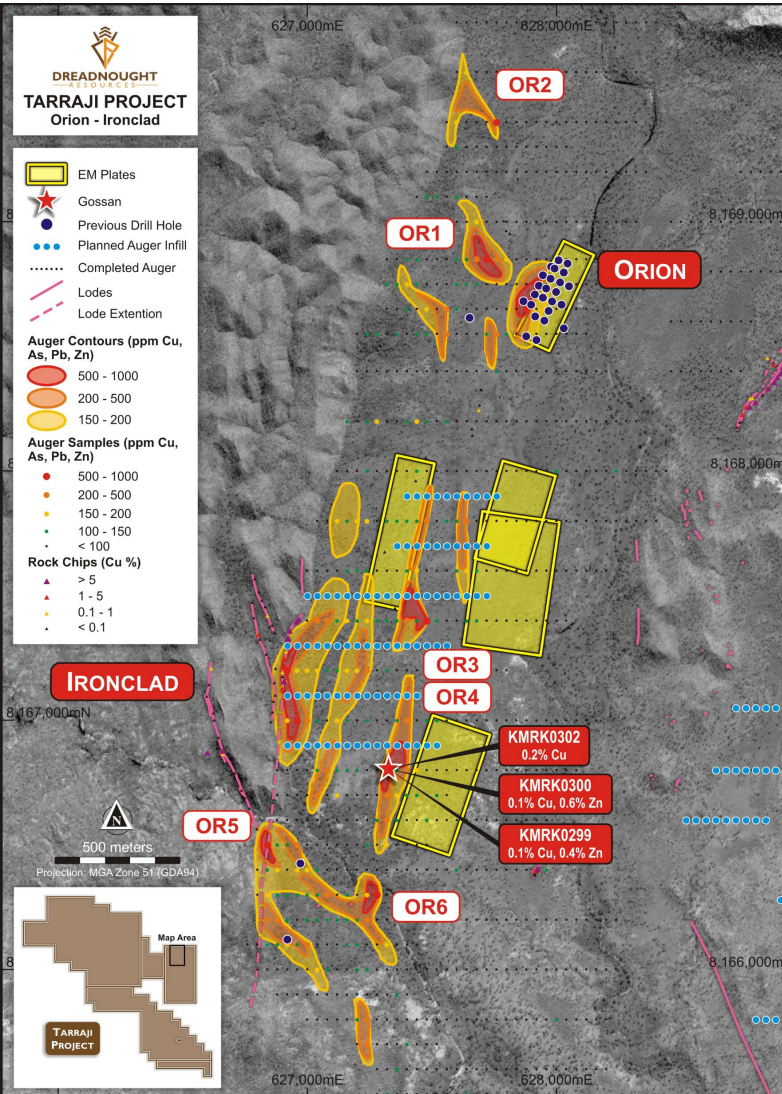 627,000mE
628,000mE
DREADNOUGHT
RESOURCES
TARRAJI PROJECT
Orion - Ironclad
EM Plates
Gossan
Previous Drill Hole
Planned Auger Infill
Completed Auger
Lodes
Lode Extention
Auger Contours (ppm Cu,
As, Pb, Zn)
500 - 1000
200 - 500
150 - 200
Auger Samples (ppm Cu,
As, Pb, Zn)
500 - 1000
200 - 500
150 - 200
100 - 150
< 100
Rock Chips (Cu %)
> 5
1 - 5
0.1 - 1
< 0.1
OR2
8,169,000m
OR1
ORION
8,168,000m
OR3
IRONCLAD
OR4
8,167,000mN
KMRK0302
0.2% Cu
KMRK0300
0.1% Cu, 0.6% Zn
KMRK0299
0.1% Cu, 0.4% Zn
N
OR5
500 meters
Projection: MGA Zone 51 (GDA94)
OR6
Map Area
8,166,000m
TARRAJI
PROJECT
627,000mE
628,000mE